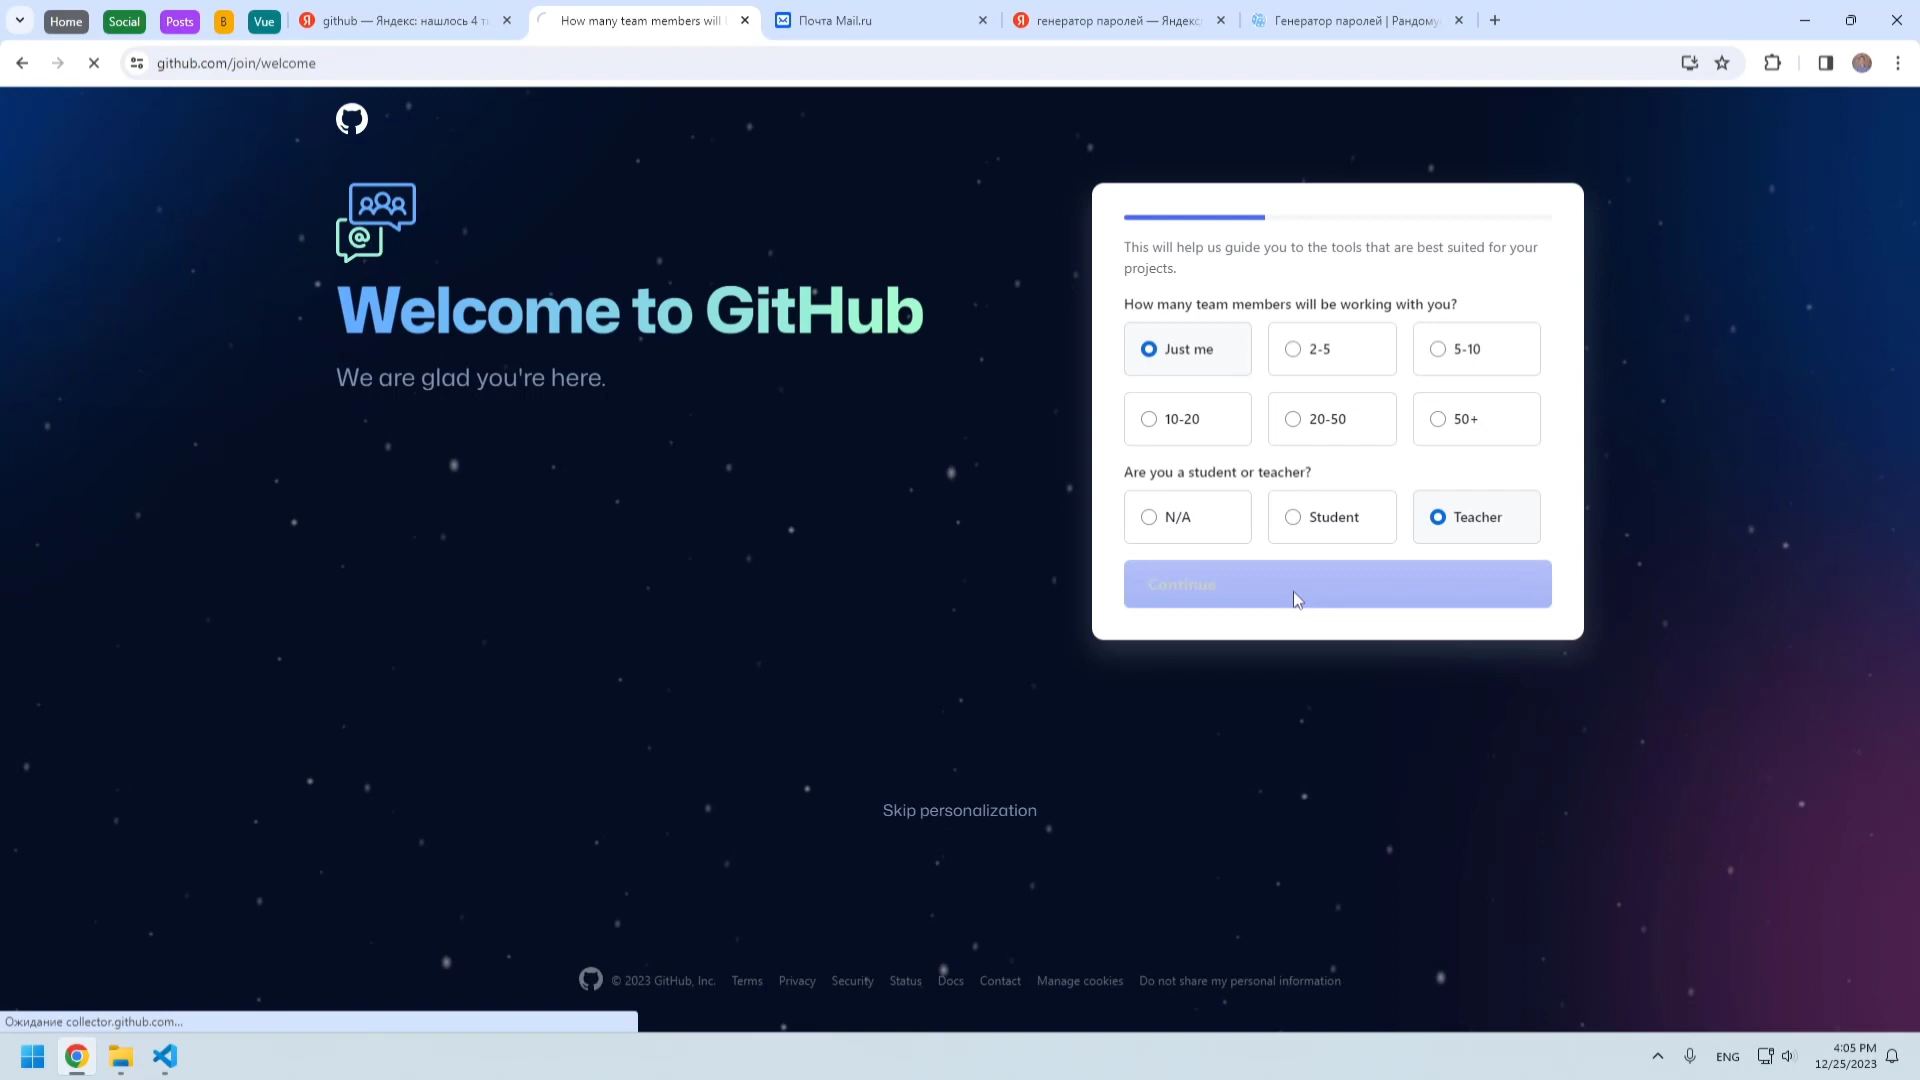 Home
Social
Posts
B
Vue
github — Яндекс: нашлось 4 т
How many team members will
Почта Mail.ru
генератор паролей — Яндекс
Генератор паролей | Рандому
github.com/join/welcome
Welcome to GitHub
We are glad you're here.
This will help us guide you to the tools that are best suited for your
projects.
How many team members will be working with you?
Just me
2-5
5-10
10-20
20-50
50+
Are you a student or teacher?
N/A
Student
Teacher
Continue
Skip personalization
© 2023 GitHub, Inc.
Terms
Privacy
Security
Status
Docs
Contact
Manage cookies
Do not share my personal information
Ожидание collector.github.com...
ENG
4:05 PM
12/25/2023